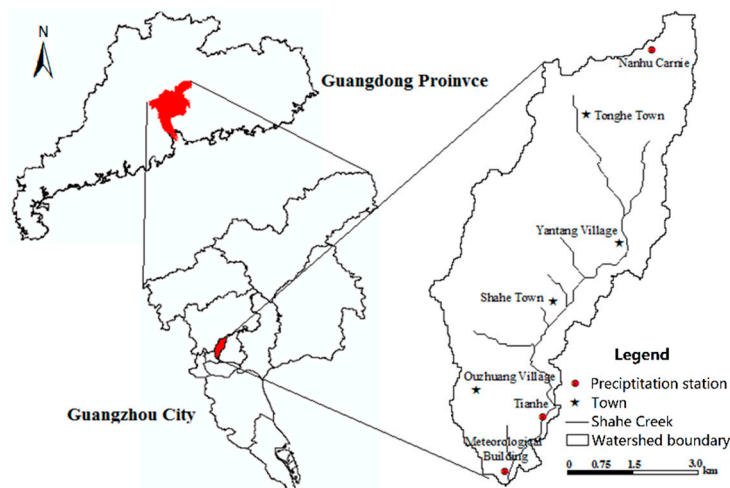 N
Guangdong Proinvce
Nanhu Carnie
Tonghe Town
Yantang Village
Shahe Town
Ouzhuang Village
Tianhe
Meteorological
Building
Guangzhou City
Legend
Preciptitation station
Town
Shahe Creek
Watershed boundary
0 0.75 1.5 3.0
km